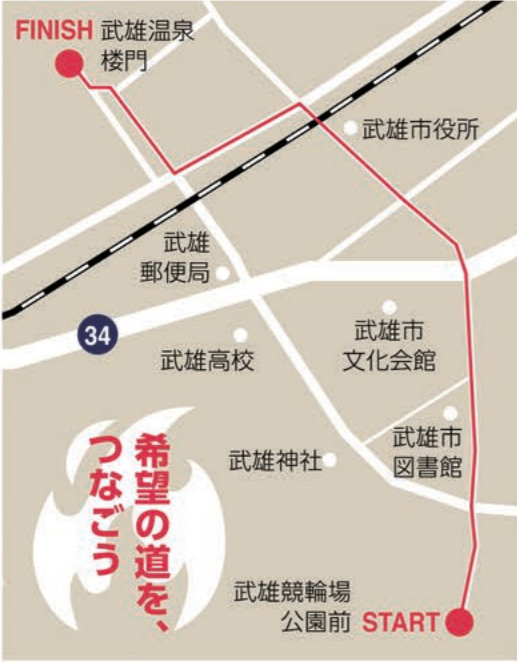 FINISH 武雄温泉
楼門
武雄市役所
武雄
郵便局
34
武雄高校
武雄市
文化会館
武雄市
図書館
武雄神社
希望の道を、
つなごう
武雄競輪場
公園前 START